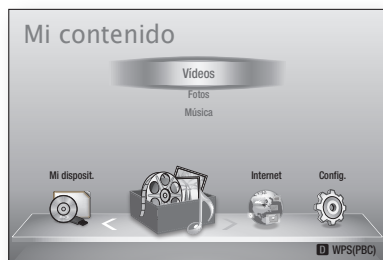 Mi contenido
Vídeos
Fotos
Música
Mi disposit.
Internet
Config.
D WPS(PBC)